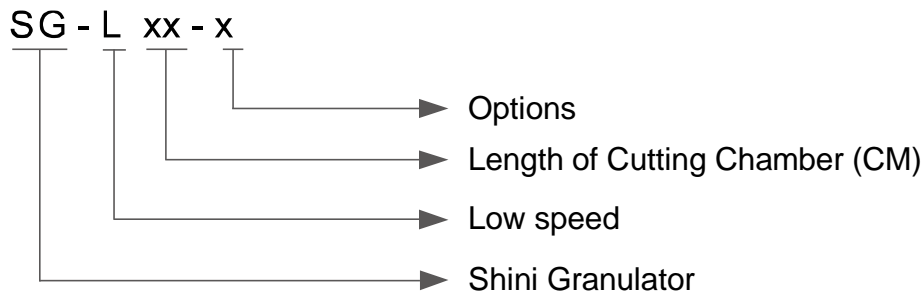 SG - L xx - x
Options
Length of Cutting Chamber (CM)
Low speed
Shini Granulator